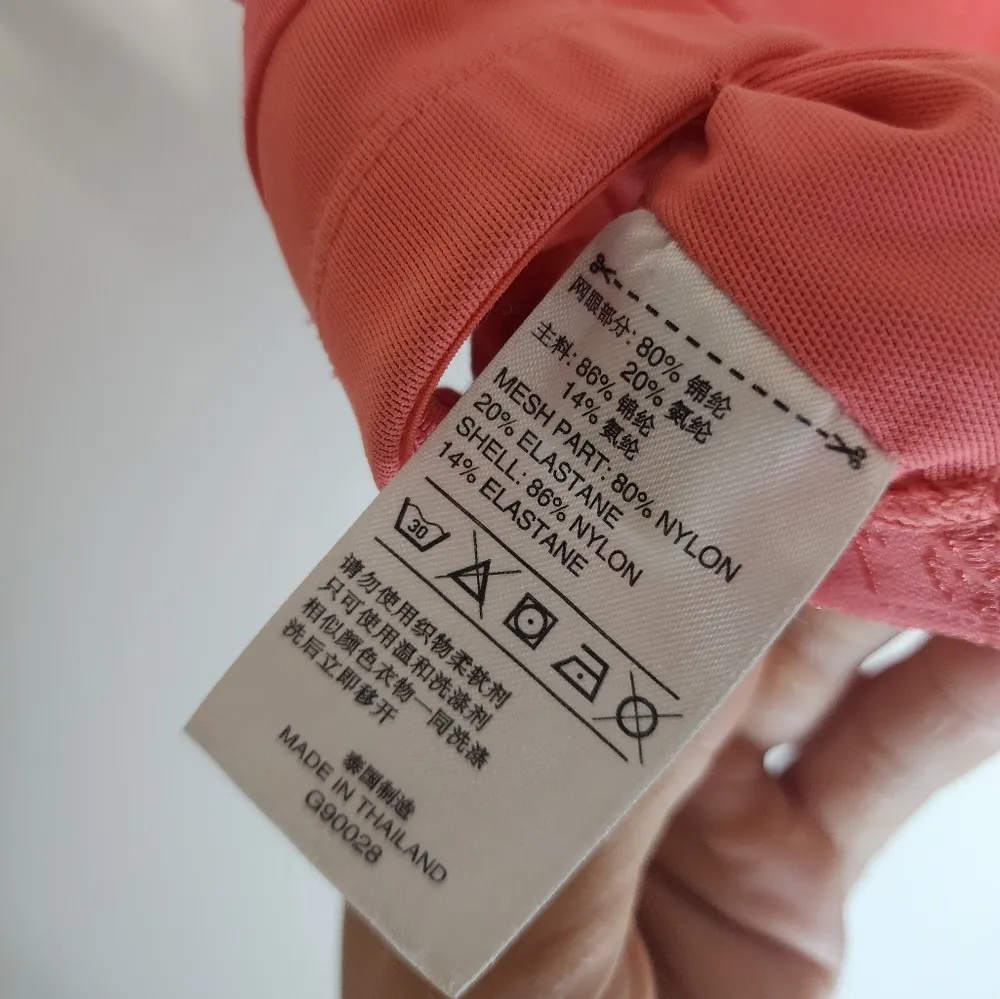 网眼部分: 80% 锦纶
20% 氨纶
主料: 86% 锦纶
14% 氨纶
MESH PART: 80% NYLON
20% ELASTANE
SHELL: 86% NYLON
14% ELASTANE
30
请勿使用织物柔软剂
只可使用温和洗涤剂
相似颜色衣物一同洗涤
洗后立即移开
泰国制造
MADE IN THAILAND
G90028